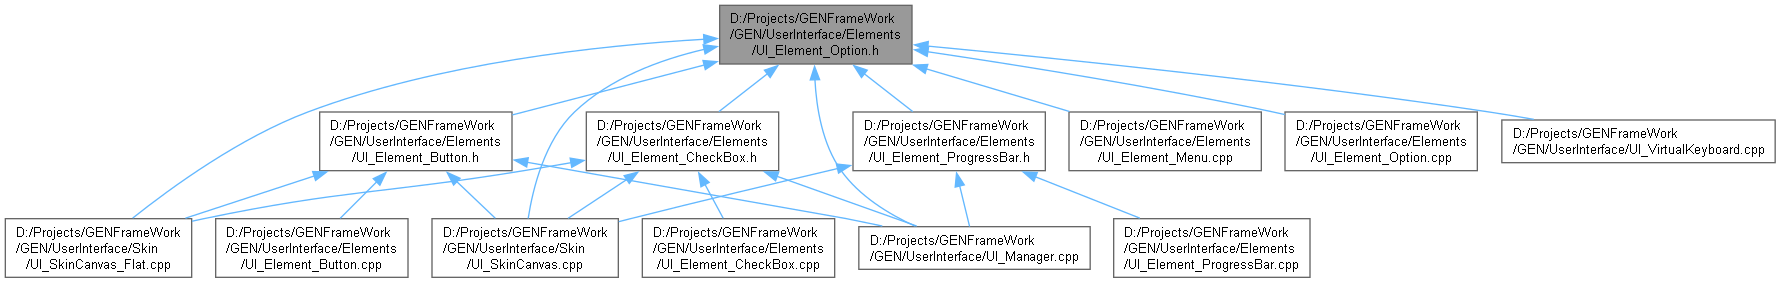 D:/Projects/GENFrameWork
/GEN/UserInterface/Elements
/UI_Element_Option.h
D:/Projects/GENFrameWork
/GEN/UserInterface/Elements
/UI_Element_Button.h
D:/Projects/GENFrameWork
/GEN/UserInterface/Elements
/UI_Element_CheckBox.h
D:/Projects/GENFrameWork
/GEN/UserInterface/Elements
/UI_Element_ProgressBar.h
D:/Projects/GENFrameWork
/GEN/UserInterface/Elements
/UI_Element_Menu.cpp
D:/Projects/GENFrameWork
/GEN/UserInterface/Elements
/UI_Element_Option.cpp
D:/Projects/GENFrameWork
/GEN/UserInterface/UI_VirtualKeyboard.cpp
D:/Projects/GENFrameWork
/GEN/UserInterface/Skin
/UI_SkinCanvas_Flat.cpp
D:/Projects/GENFrameWork
/GEN/UserInterface/Elements
/UI_Element_Button.cpp
D:/Projects/GENFrameWork
/GEN/UserInterface/Skin
/UI_SkinCanvas.cpp
D:/Projects/GENFrameWork
/GEN/UserInterface/Elements
/UI_Element_CheckBox.cpp
D:/Projects/GENFrameWork
/GEN/UserInterface/UI_Manager.cpp
D:/Projects/GENFrameWork
/GEN/UserInterface/Elements
/UI_Element_ProgressBar.cpp